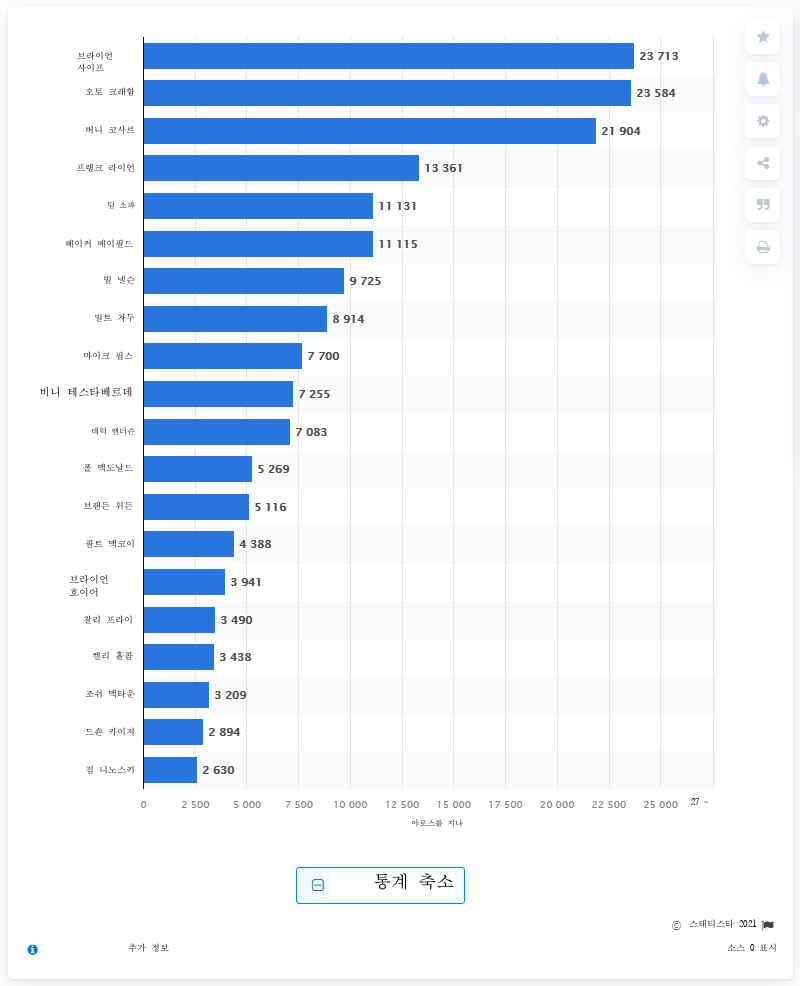 브라이언
사이프
23 713
오토 크래함
23 584
버니 코사르
21 904
프랭크 라이언
13 361
팀 소파
11 131
베이커 메이필드
11 115
빌 넬슨
9 725
밀트 자두
8 914
마이크 핍스
7 700
비니 테스타베르데
7 255
데릭 앤더슨
7 083
폴 맥도날드
5 269
브랜든 위든
5 116
콜트 맥코이
4 388
브라이언
호이어
3 941
찰리 프라이
3 490
켈리 홀콤
3 438
조쉬 맥타운
3 209
드숀 카이저
2 894
짐 니노스키
2 630
0 2 500 5 000 7 500 10 000 12 500 15 000 17 500 20 000 22 500 25 000 27 -
야로스를 지나
통계 축소
© 스태티스타 2021
추가 정보
소스 0 표시